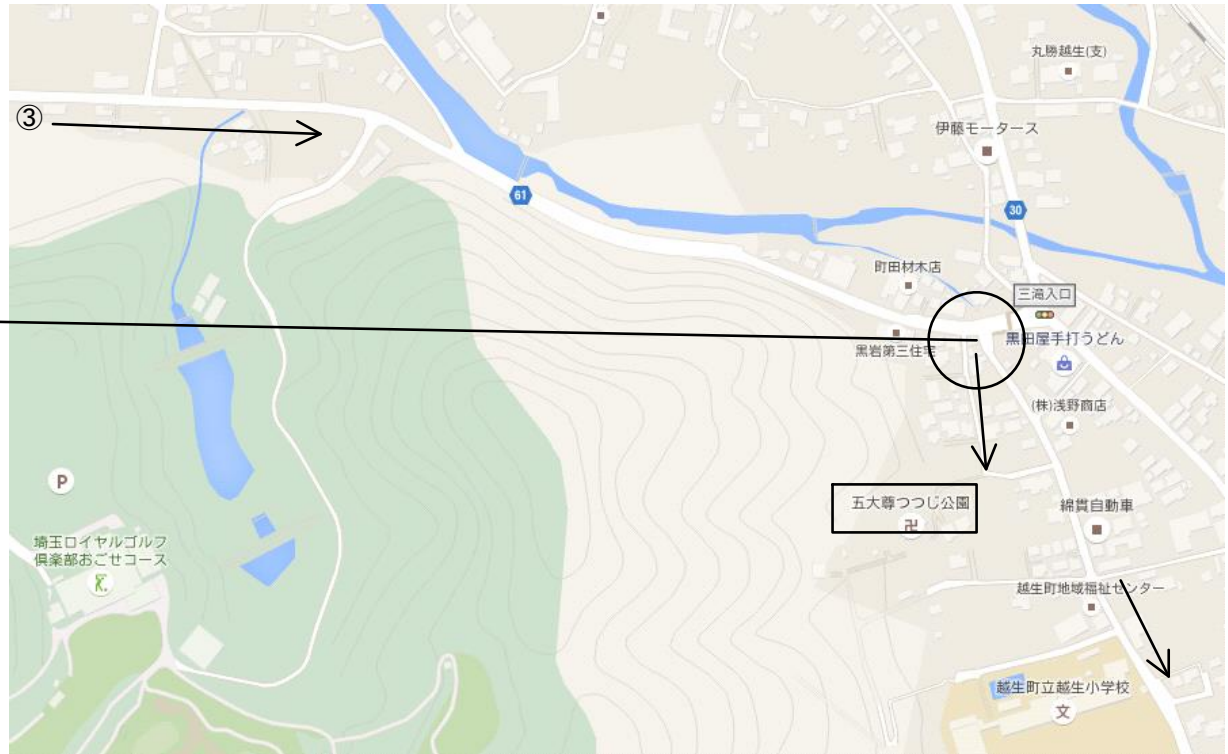 丸勝越生(支)
③
伊藤モータース
61
30
町田材木店
三滝入口
黒岩第三住宅
黒田屋手打うどん
(株)浅野商店
P
五大尊つつじ公園
卍
綿貫自動車
埼玉ロイヤルゴルフ
倶楽部おごせコース
越生町地域福祉センター
越生町立越生小学校
文